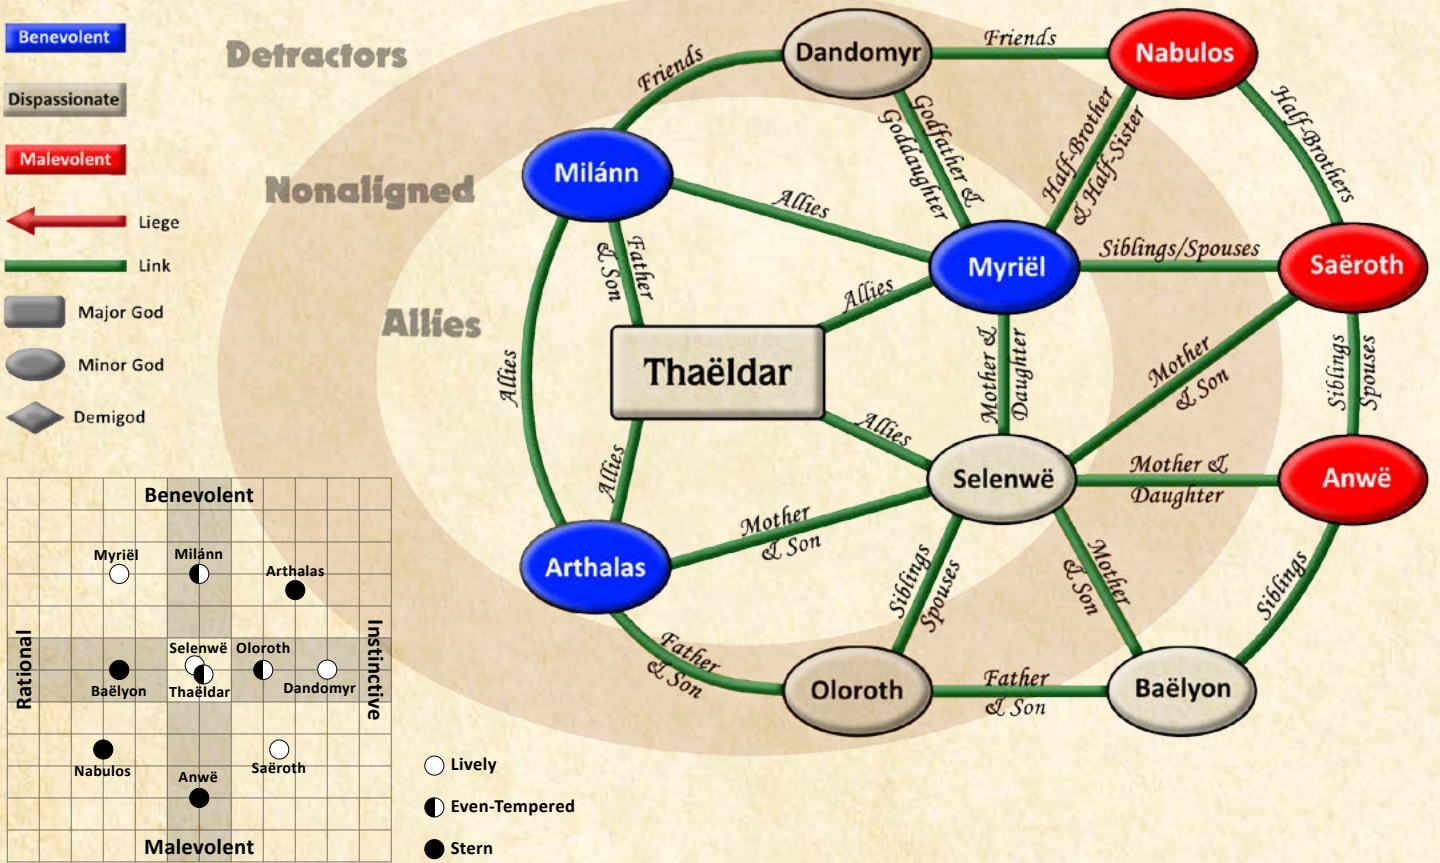 Benevolent
Dispassionate
Malevolent
Liege
Link
Major God
Minor God
Demigod
Detractors
Nonaligned
Allies
Dandomyr
Friends
Nabulos
Friends
Half-Brothers
Godfather &
Goddaughter
Half-Brother
& Half-Sister
Milánn
Allies
Myriël
Siblings/Spouses
Saëroth
Father
& Son
Allies
Allies
Thaëldar
Mother &
Daughter
Mother
& Son
Siblings
Spouses
Allies
Allies
Selenwë
Mother &
Daughter
Anwë
Mother
& Son
Arthalas
Siblings
Spouses
Mother
& Son
Siblings
Father
& Son
Oloroth
Father
& Son
Baëlyon
Benevolent
Myriël
Milánn
Arthalas
Rational
Instinctive
Selenwë
Oloroth
Baëlyon
Thaëldar
Dandomyr
Nabulos
Saëroth
Anwë
Malevolent
Lively
Even-Tempered
Stern